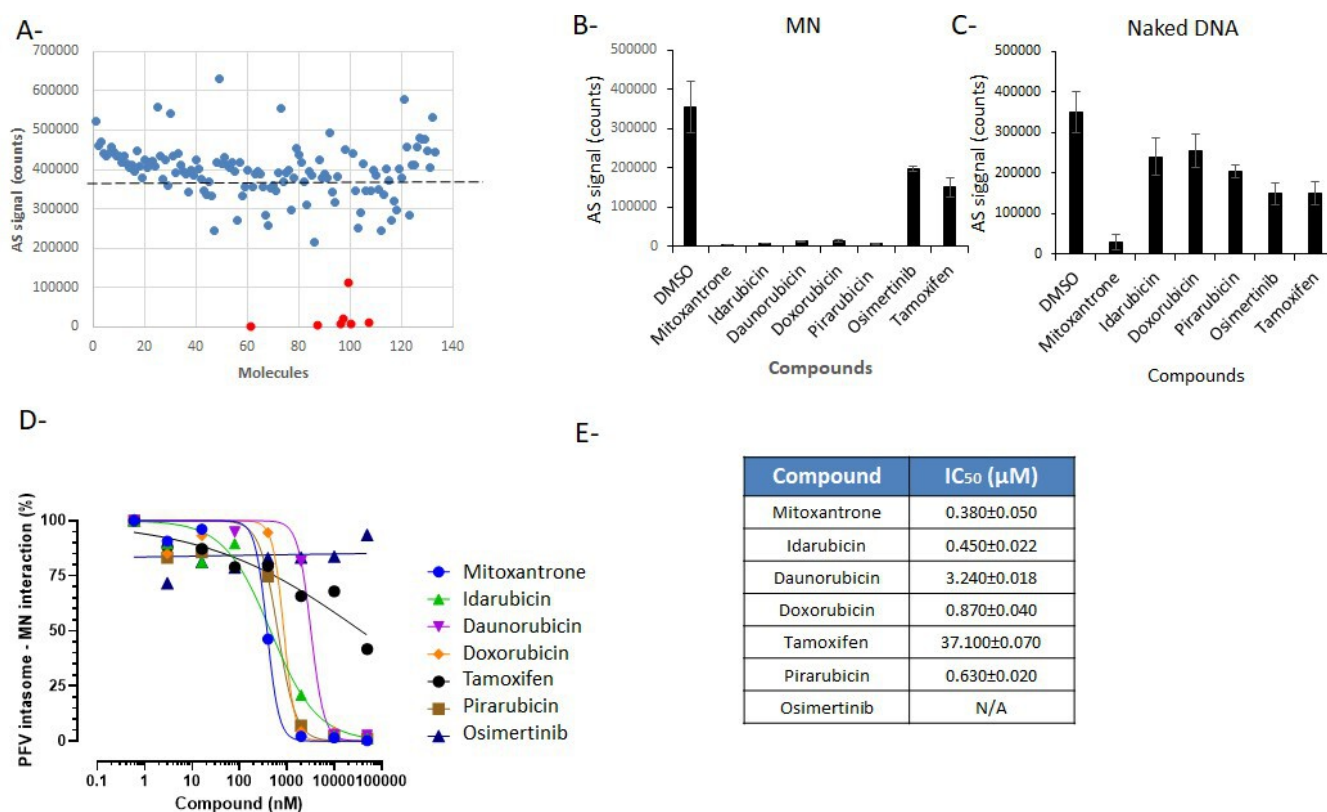 A-
700000
600000
500000
400000
300000
200000
100000
0
AS signal (counts)
0 20 40 60 80 100 120 140
Molecules
B-
MN
500000
400000
300000
200000
100000
0
AS signal (counts)
DMSO
Mitoxantrone
Idarubicin
Daunorubicin
Doxorubicin
Pirarubicin
Osimertinib
Tamoxifen
Compounds
C-
Naked DNA
500000
400000
300000
200000
100000
0
AS siggnal (counts)
DMSO
Mitoxantrone
Idarubicin
Doxorubicin
Pirarubicin
Osimertinib
Tamoxifen
Compounds
D-
PFV intasome - MN interaction (%)
100
75
50
25
0
0.1 1 10 100 1000 10000 100000
Compound (nM)
Mitoxantrone
Idarubicin
Daunorubicin
Doxorubicin
Tamoxifen
Pirarubicin
Osimertinib
E-
Compound IC50 (µM)
Mitoxantrone 0.380±0.050
Idarubicin 0.450±0.022
Daunorubicin 3.240±0.018
Doxorubicin 0.870±0.040
Tamoxifen 37.100±0.070
Pirarubicin 0.630±0.020
Osimertinib N/A